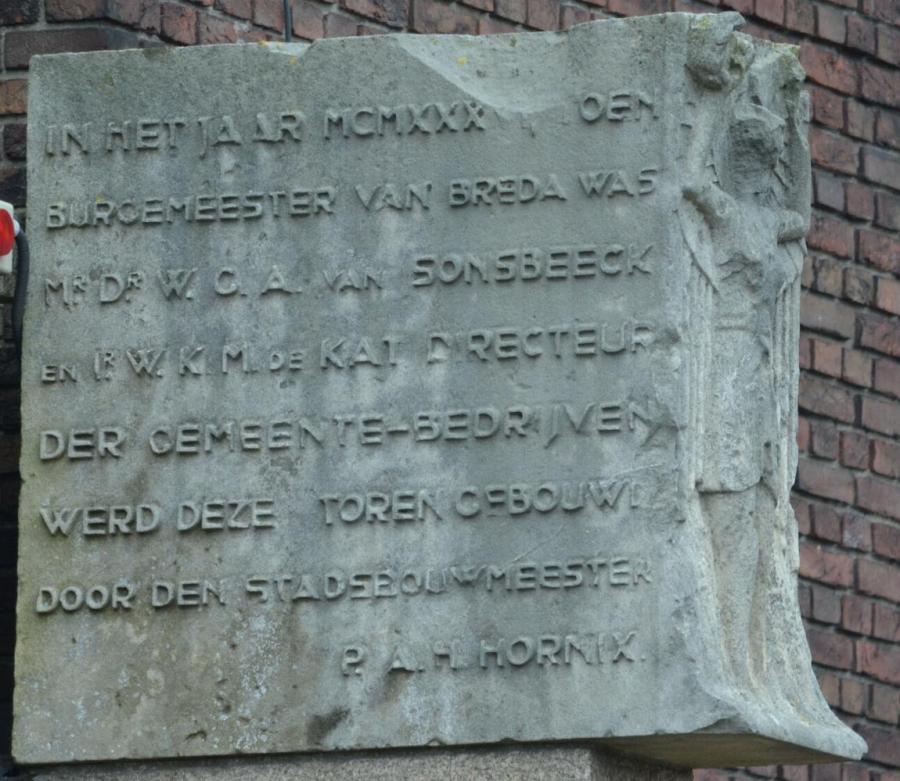 IN HET JAAR MCMXXX TOEN
BURGEMEESTER VAN BREDA WAS
MR. DR. W. G. A. VAN SONSBEECK
EN IR. W. K. M. DE KAT DIRECTEUR
DER GEMEENTE-BEDRIJVEN
WERD DEZE TOREN GEBOUWD
DOOR DEN STADSBOUWMEESTER
P. A. H. HORNIX.